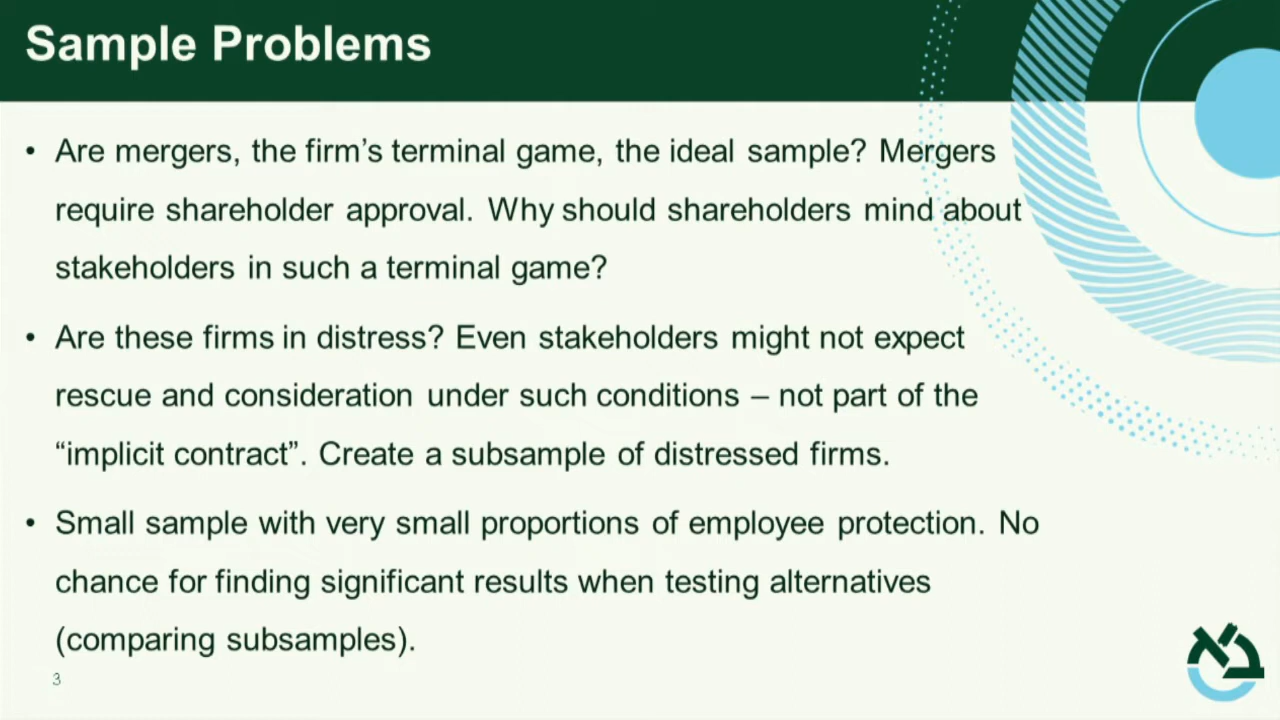 Sample Problems
• Are mergers, the firm’s terminal game, the ideal sample? Mergers
require shareholder approval. Why should shareholders mind about
stakeholders in such a terminal game?
• Are these firms in distress? Even stakeholders might not expect
rescue and consideration under such conditions – not part of the
“implicit contract”. Create a subsample of distressed firms.
• Small sample with very small proportions of employee protection. No
chance for finding significant results when testing alternatives
(comparing subsamples).
3